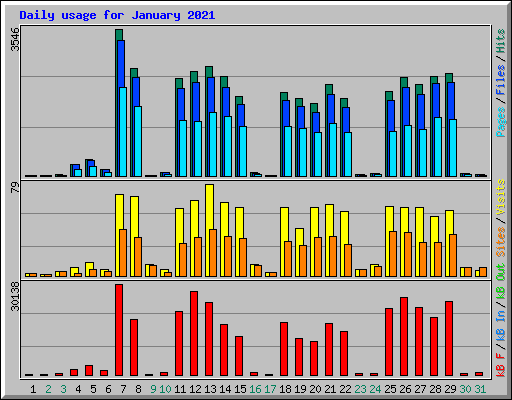 Daily usage for January 2021
3546
Pages / Files / Hits
79
Sites / Visits
30138
kB F / kB In / kB Out
1 2 3 4 5 6 7 8 9 10 11 12 13 14 15 16 17 18 19 20 21 22 23 24 25 26 27 28 29 30 31